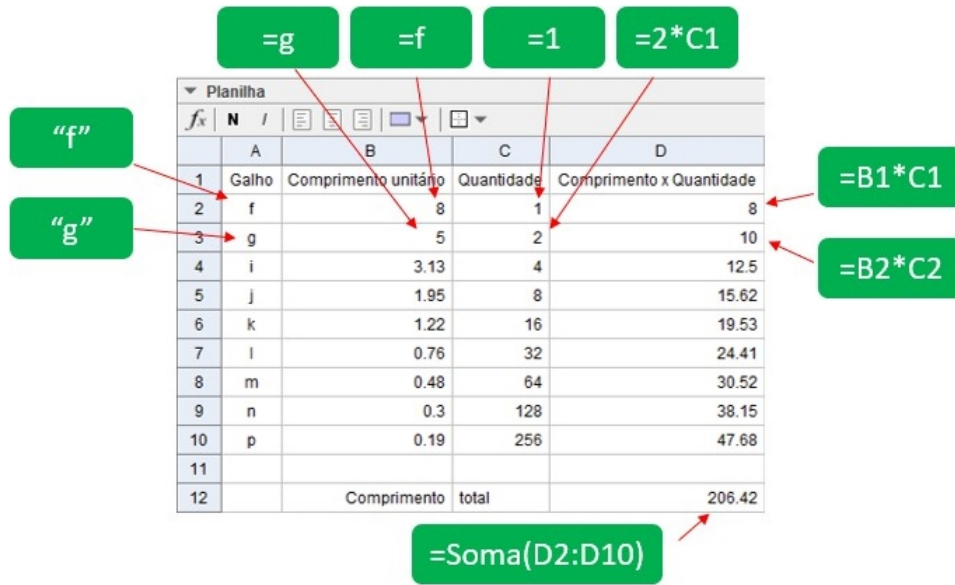 =g =f =1 =2*C1
Planilha
fx N I
A B C D
1 Galho Comprimento unitário Quantidade Comprimento x Quantidade
2 f 8 1 8
3 g 5 2 10
4 i 3.13 4 12.5
5 j 1.95 8 15.62
6 k 1.22 16 19.53
7 l 0.76 32 24.41
8 m 0.48 64 30.52
9 n 0.3 128 38.15
10 p 0.19 256 47.68
11
12 Comprimento total 206.42
“f”
“g”
=B1*C1
=B2*C2
=Soma(D2:D10)